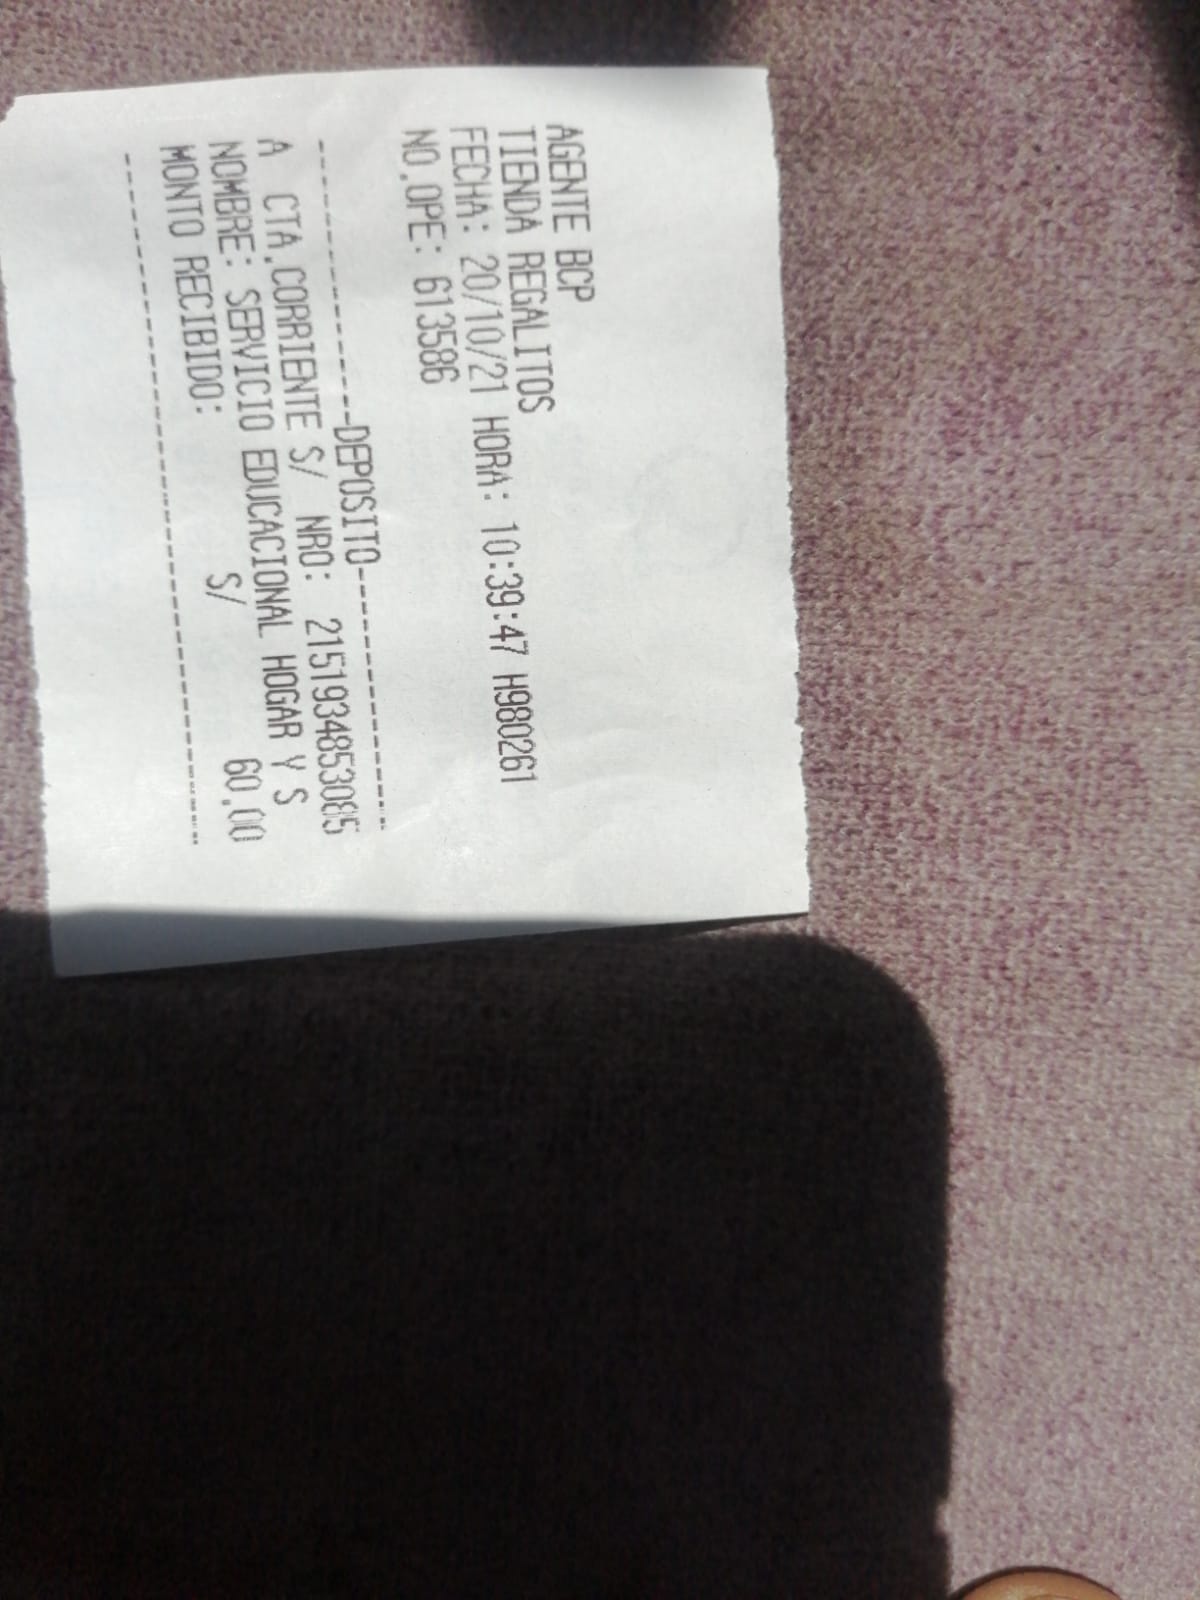 AGENTE BCP
TIENDA REGALITOS
FECHA: 20/10/21 HORA: 10:39:47 H980261
NO.OPE: 613586
--------------DEPOSITO-----------------
A CTA.CORRIENTE S/ NRO: 2151934853085
NOMBRE: SERVICIO EDUCACIONAL HOGAR Y S
MONTO RECIBIDO: S/ 60.00
----------------------------------------